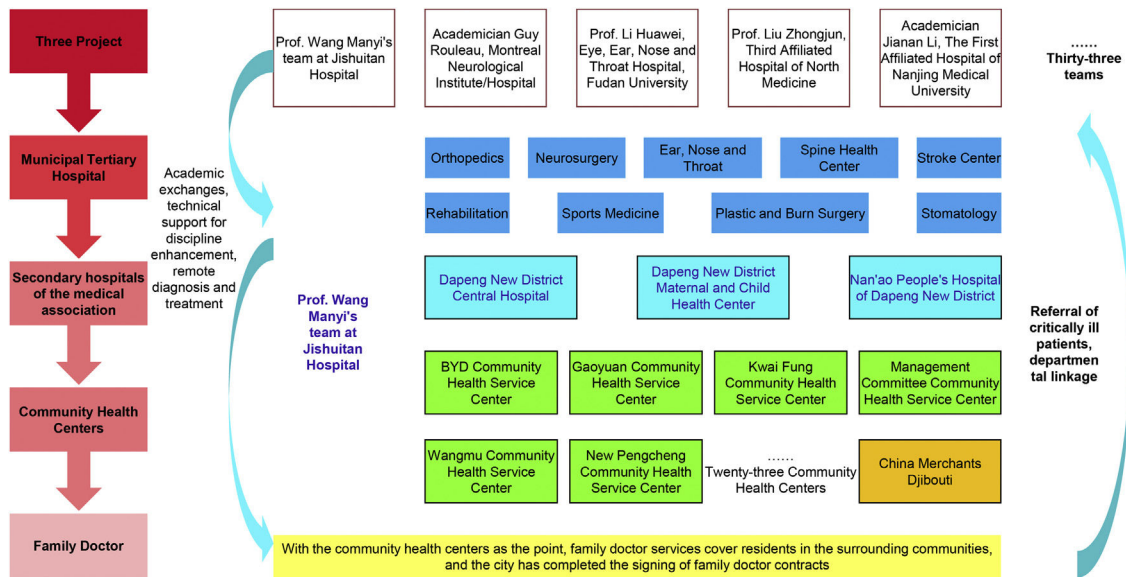 Three Project
Prof. Wang Manyi's
team at Jishuitan
Hospital
Academician Guy
Rouleau, Montreal
Neurological
Institute/Hospital
Prof. Li Huawei,
Eye, Ear, Nose and
Throat Hospital,
Fudan University
Prof. Liu Zhongjun,
Third Affiliated
Hospital of North
Medicine
Academician
Jianan Li, The First
Affiliated Hospital of
Nanjing Medical
University
......
Thirty-three
teams
Municipal Tertiary
Hospital
Academic
exchanges,
technical
support for
discipline
enhancement,
remote
diagnosis and
treatment
Orthopedics
Neurosurgery
Ear, Nose and
Throat
Spine Health
Center
Stroke Center
Rehabilitation
Sports Medicine
Plastic and Burn Surgery
Stomatology
Secondary hospitals
of the medical
association
Prof. Wang
Manyi's
team at
Jishuitan
Hospital
Dapeng New District
Central Hospital
Dapeng New District
Maternal and Child
Health Center
Nan'ao People's Hospital
of Dapeng New District
Referral of
critically ill
patients,
departmen
tal linkage
BYD Community
Health Service
Center
Gaoyuan Community
Health Service
Center
Kwai Fung
Community Health
Service Center
Management
Committee Community
Health Service Center
Community Health
Centers
Wangmu Community
Health Service
Center
New Pengcheng
Community Health
Service Center
......
Twenty-three Community
Health Centers
China Merchants
Djibouti
Family Doctor
With the community health centers as the point, family doctor services cover residents in the surrounding communities,
and the city has completed the signing of family doctor contracts